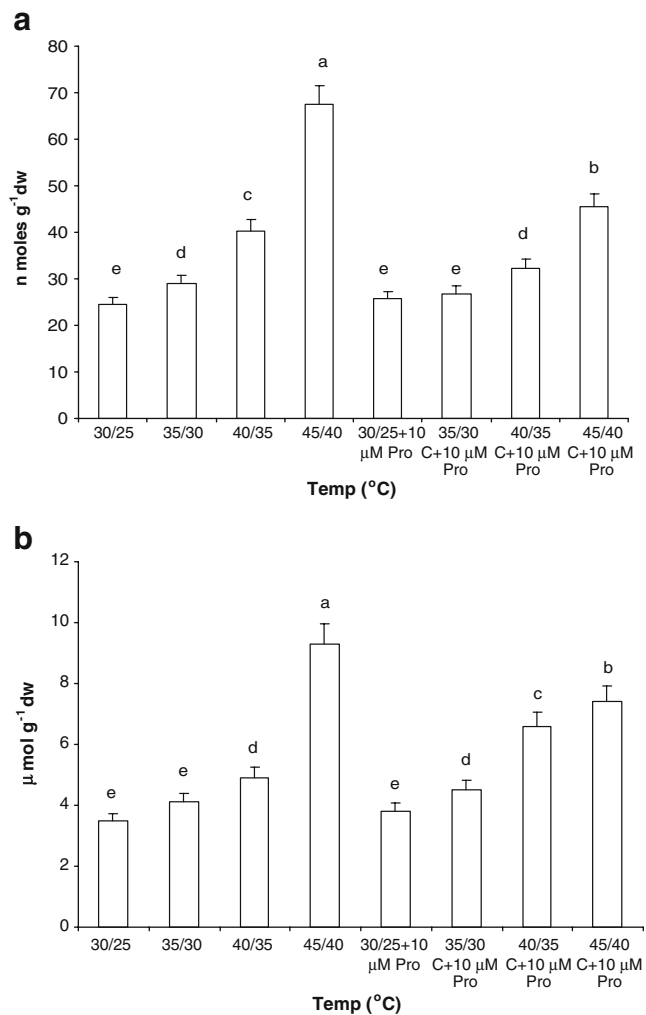 a
80
70
60
50
40
30
20
10
0
n moles g⁻¹dw
e
d
c
a
e
e
d
b
30/25 35/30 40/35 45/40 30/25+10 35/30 40/35 45/40
μM Pro C+10 μM C+10 μM C+10 μM
Pro Pro Pro
Temp (°C)
b
12
10
8
6
4
2
0
μ mol g⁻¹dw
e
e
d
a
e
d
c
b
30/25 35/30 40/35 45/40 30/25+10 35/30 40/35 45/40
μM Pro C+10 μM C+10 μM C+10 μM
Pro Pro Pro
Temp (°C)